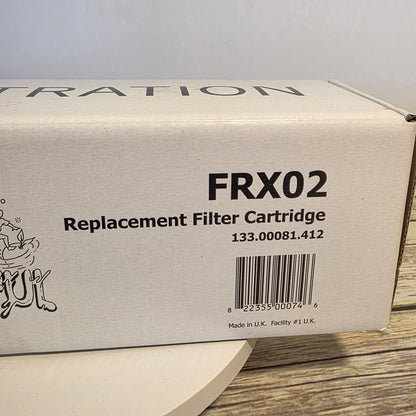 TRATION
FRX02
Replacement Filter Cartridge
133.00081.412
8 22355 00074 6
Made in U.K. Facility #1 U.K.